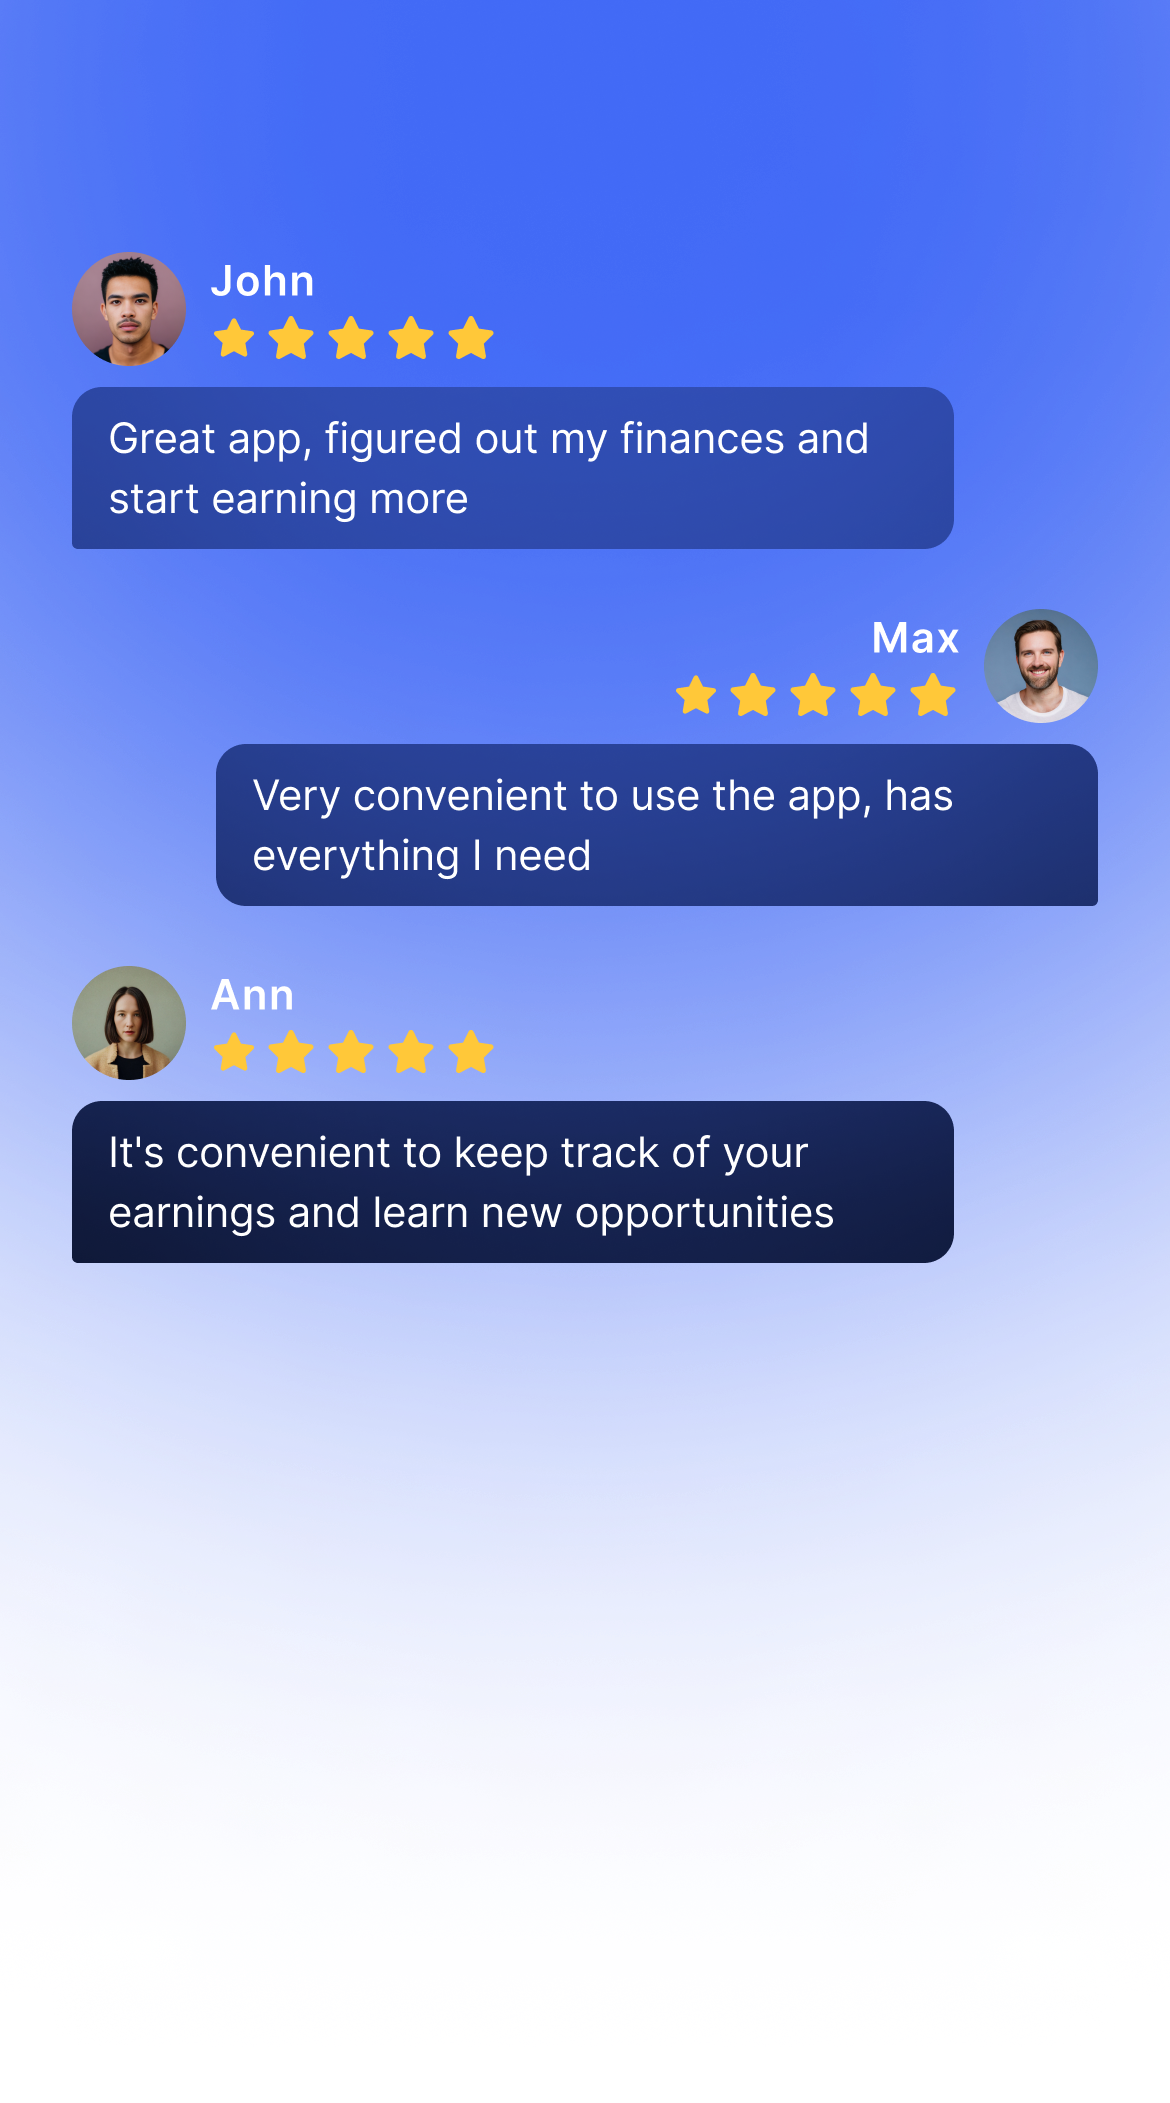 John
Great app, figured out my finances and
start earning more
Max
Very convenient to use the app, has
everything I need
Ann
It's convenient to keep track of your
earnings and learn new opportunities